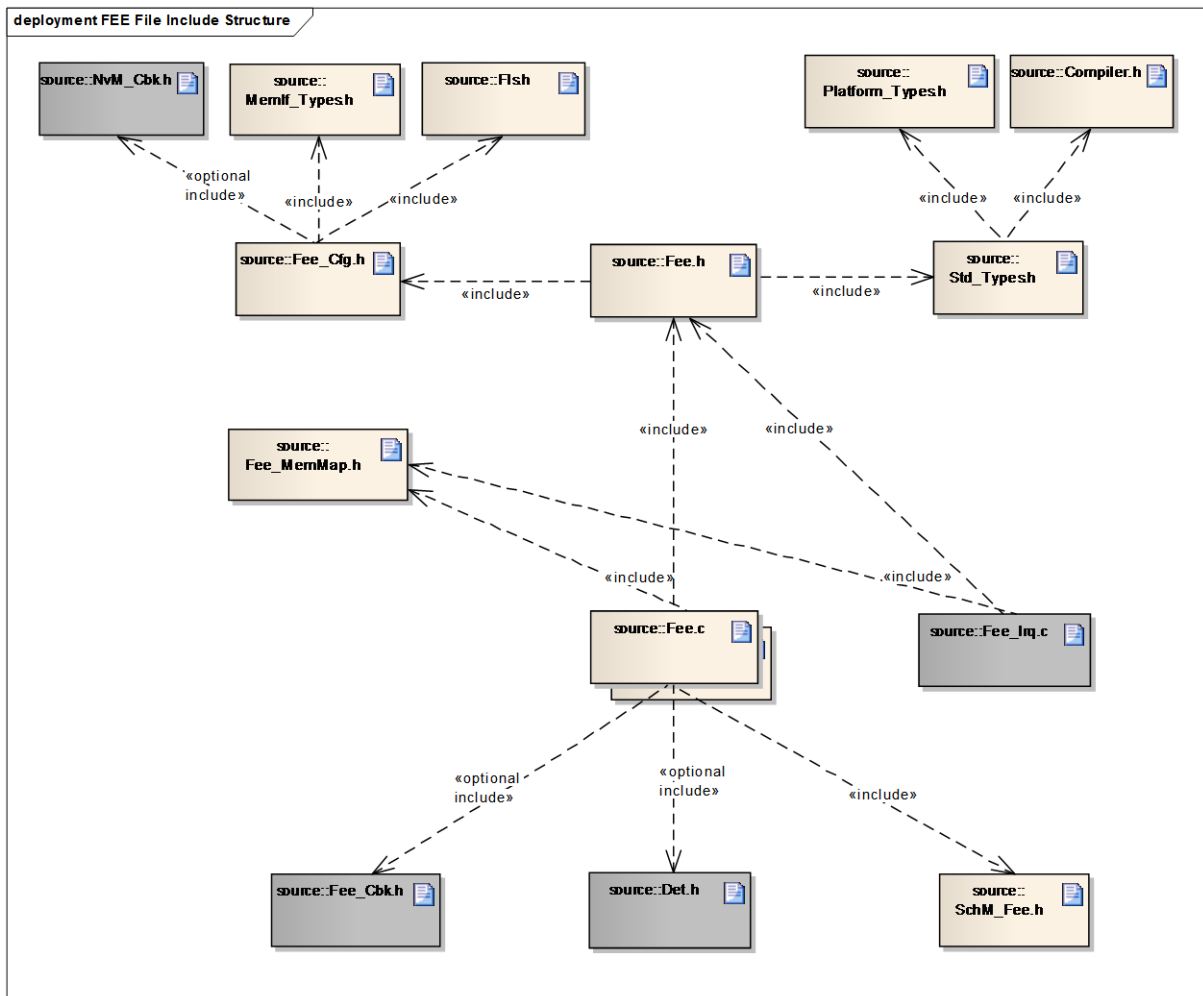 deployment FEE File Include Structure
source::NvM_Cbk.h
source::
MemIf_Types.h
source::Fls.h
source::
Platform_Types.h
source::Compiler.h
«optional
include»
«include»
«include»
«include»
«include»
source::Fee_Cfg.h
source::Fee.h
source::
Std_Types.h
«include»
«include»
source::
Fee_MemMap.h
«include»
«include»
«include»
«include»
source::Fee.c
source::Fee_Irq.c
«optional
include»
«optional
include»
«include»
source::Fee_Cbk.h
source::Det.h
source::
SchM_Fee.h